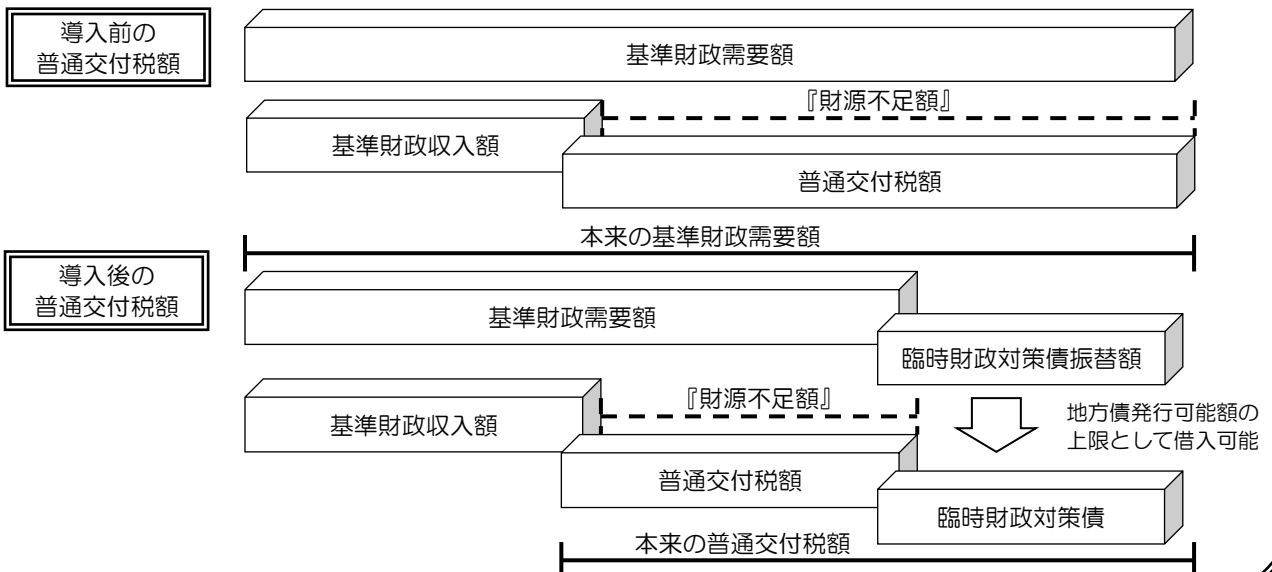 導入前の
普通交付税額
基準財政需要額
『財源不足額』
基準財政収入額
普通交付税額
本来の基準財政需要額
導入後の
普通交付税額
基準財政需要額
臨時財政対策債振替額
『財源不足額』
基準財政収入額
地方債発行可能額の
上限として借入可能
普通交付税額
臨時財政対策債
本来の普通交付税額